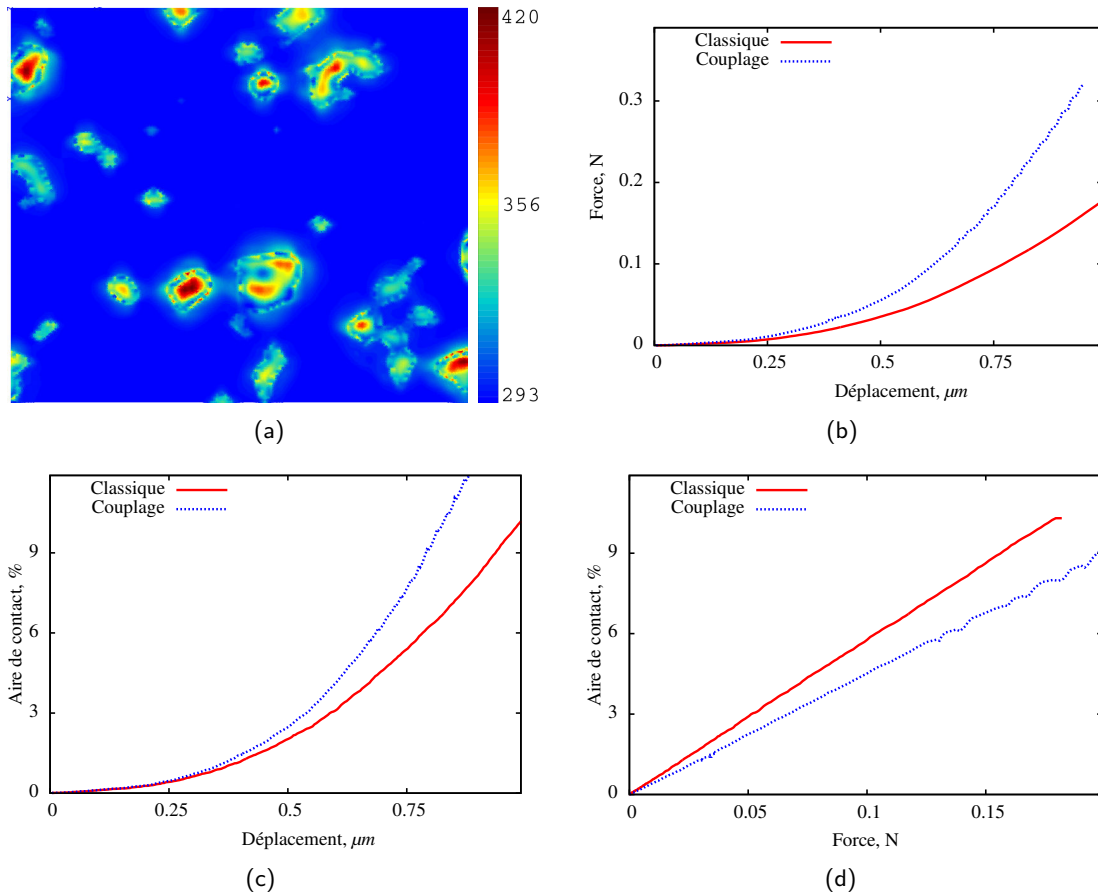 420
356
293
(a)
Classique
Couplage
Force, N
0.3
0.2
0.1
0
0
0.25
0.5
0.75
Déplacement, μm
(b)
Classique
Couplage
Aire de contact, %
9
6
3
0
0
0.25
0.5
0.75
Déplacement, μm
(c)
Classique
Couplage
Aire de contact, %
9
6
3
0
0
0.05
0.1
0.15
Force, N
(d)